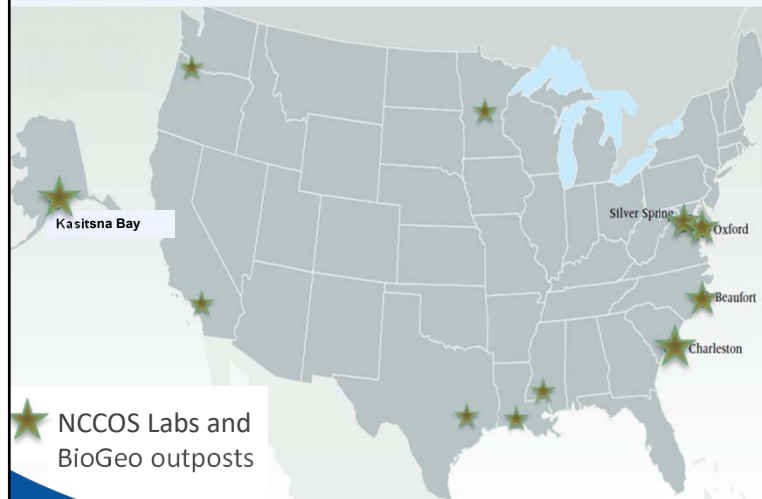 Silver Spring
Oxford
Kasitsna Bay
Beaufort
Charleston
NCCOS Labs and
BioGeo outposts